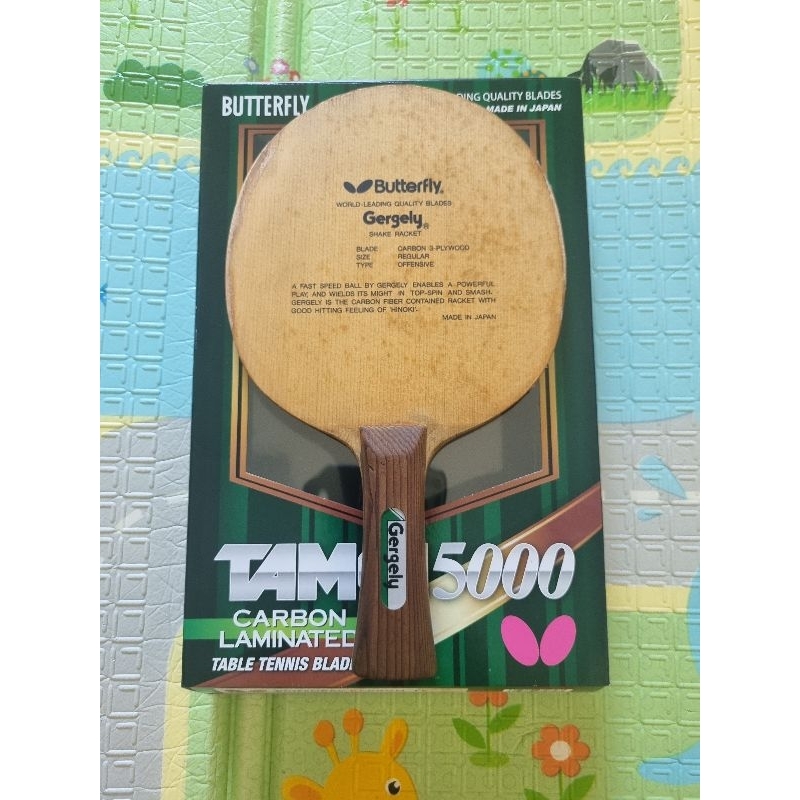 BUTTERFLY
DING QUALITY BLADES
MADE IN JAPAN
Butterfly®
WORLD-LEADING QUALITY BLADES
Gergely®
SHAKE RACKET
BLADE CARBON 3-PLYWOOD
SIZE REGULAR
TYPE OFFENSIVE
A FAST SPEED BALL BY GERGELY ENABLES A POWERFUL
PLAY, AND WIELDS ITS MIGHT IN 'TOP-SPIN AND SMASH.
GERGELY IS THE CARBON FIBER CONTAINED RACKET WITH
GOOD HITTING FEELING OF 'HINOKI'.
MADE IN JAPAN
Gergely
TAM 5000
CARBON
LAMINATED
TABLE TENNIS BLAD